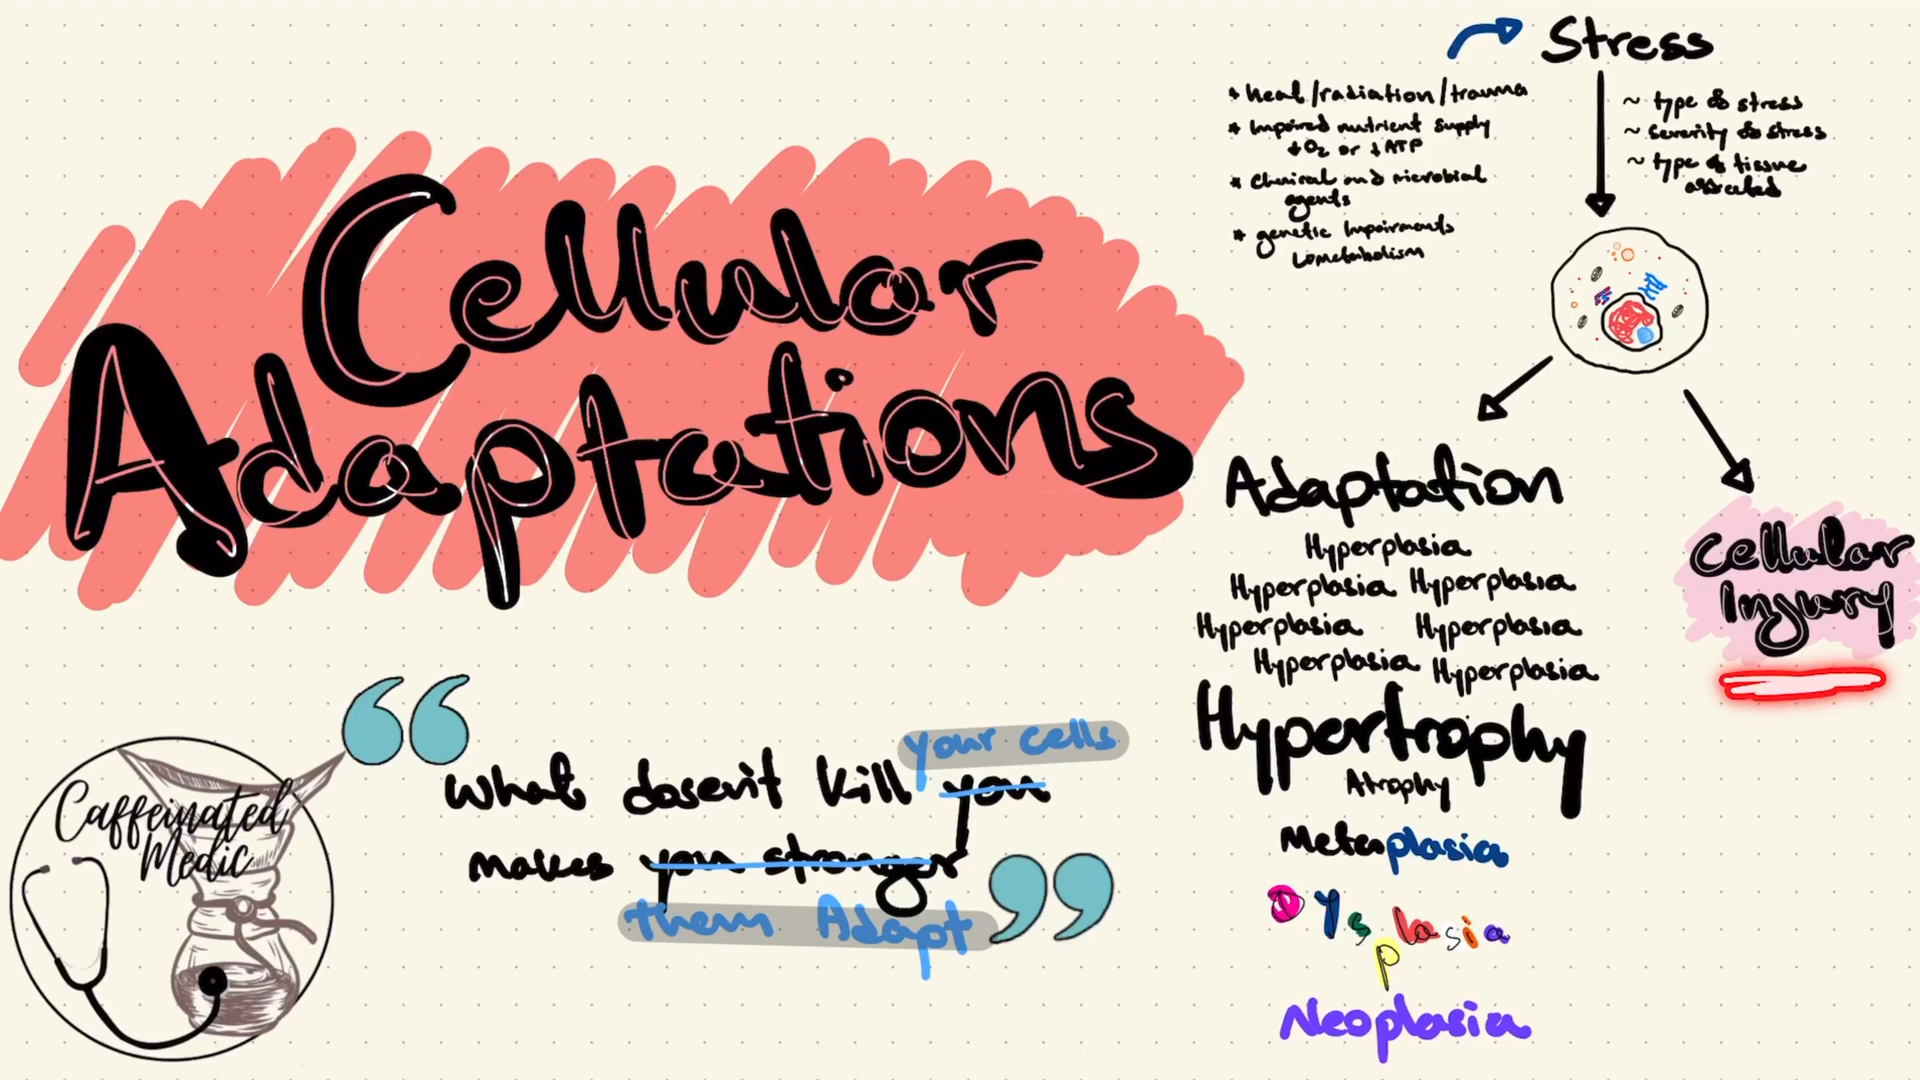 Cellular
Adaptations
Stress
* heat/radiation/trauma
* Impaired nutrient supply
↓O₂ or ↓ATP
* Chemical and microbial
agents
* genetic Impairments
↳ metabolism
~ type of stress
~ severity of stress
~ type of tissue
affected
Adaptation
Hyperplasia
Hyperplasia Hyperplasia
Hyperplasia Hyperplasia
Hyperplasia Hyperplasia
Hypertrophy
Atrophy
Metaplasia
Dysplasia
Neoplasia
Cellular
Injury
“ your cells
What dosen't kill you
makes you stronger
them Adapt ”
Caffeinated
Medic